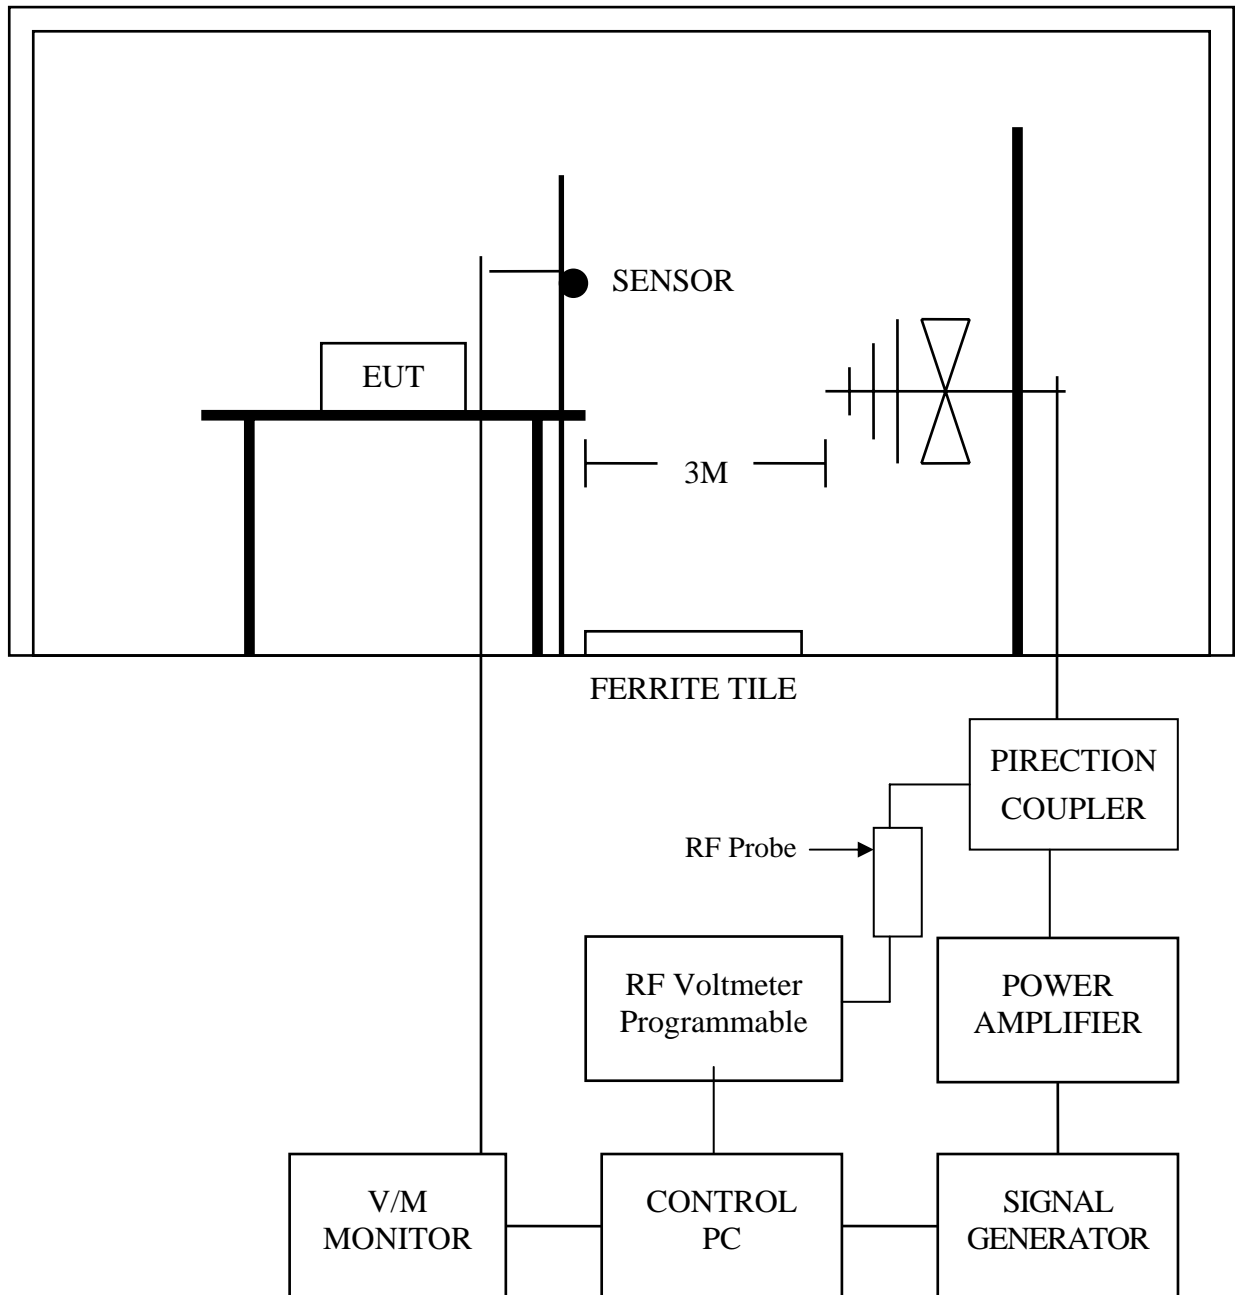 SENSOR
EUT
3M
FERRITE TILE
PIRECTION
COUPLER
RF Probe
RF Voltmeter
Programmable
POWER
AMPLIFIER
V/M
MONITOR
CONTROL
PC
SIGNAL
GENERATOR